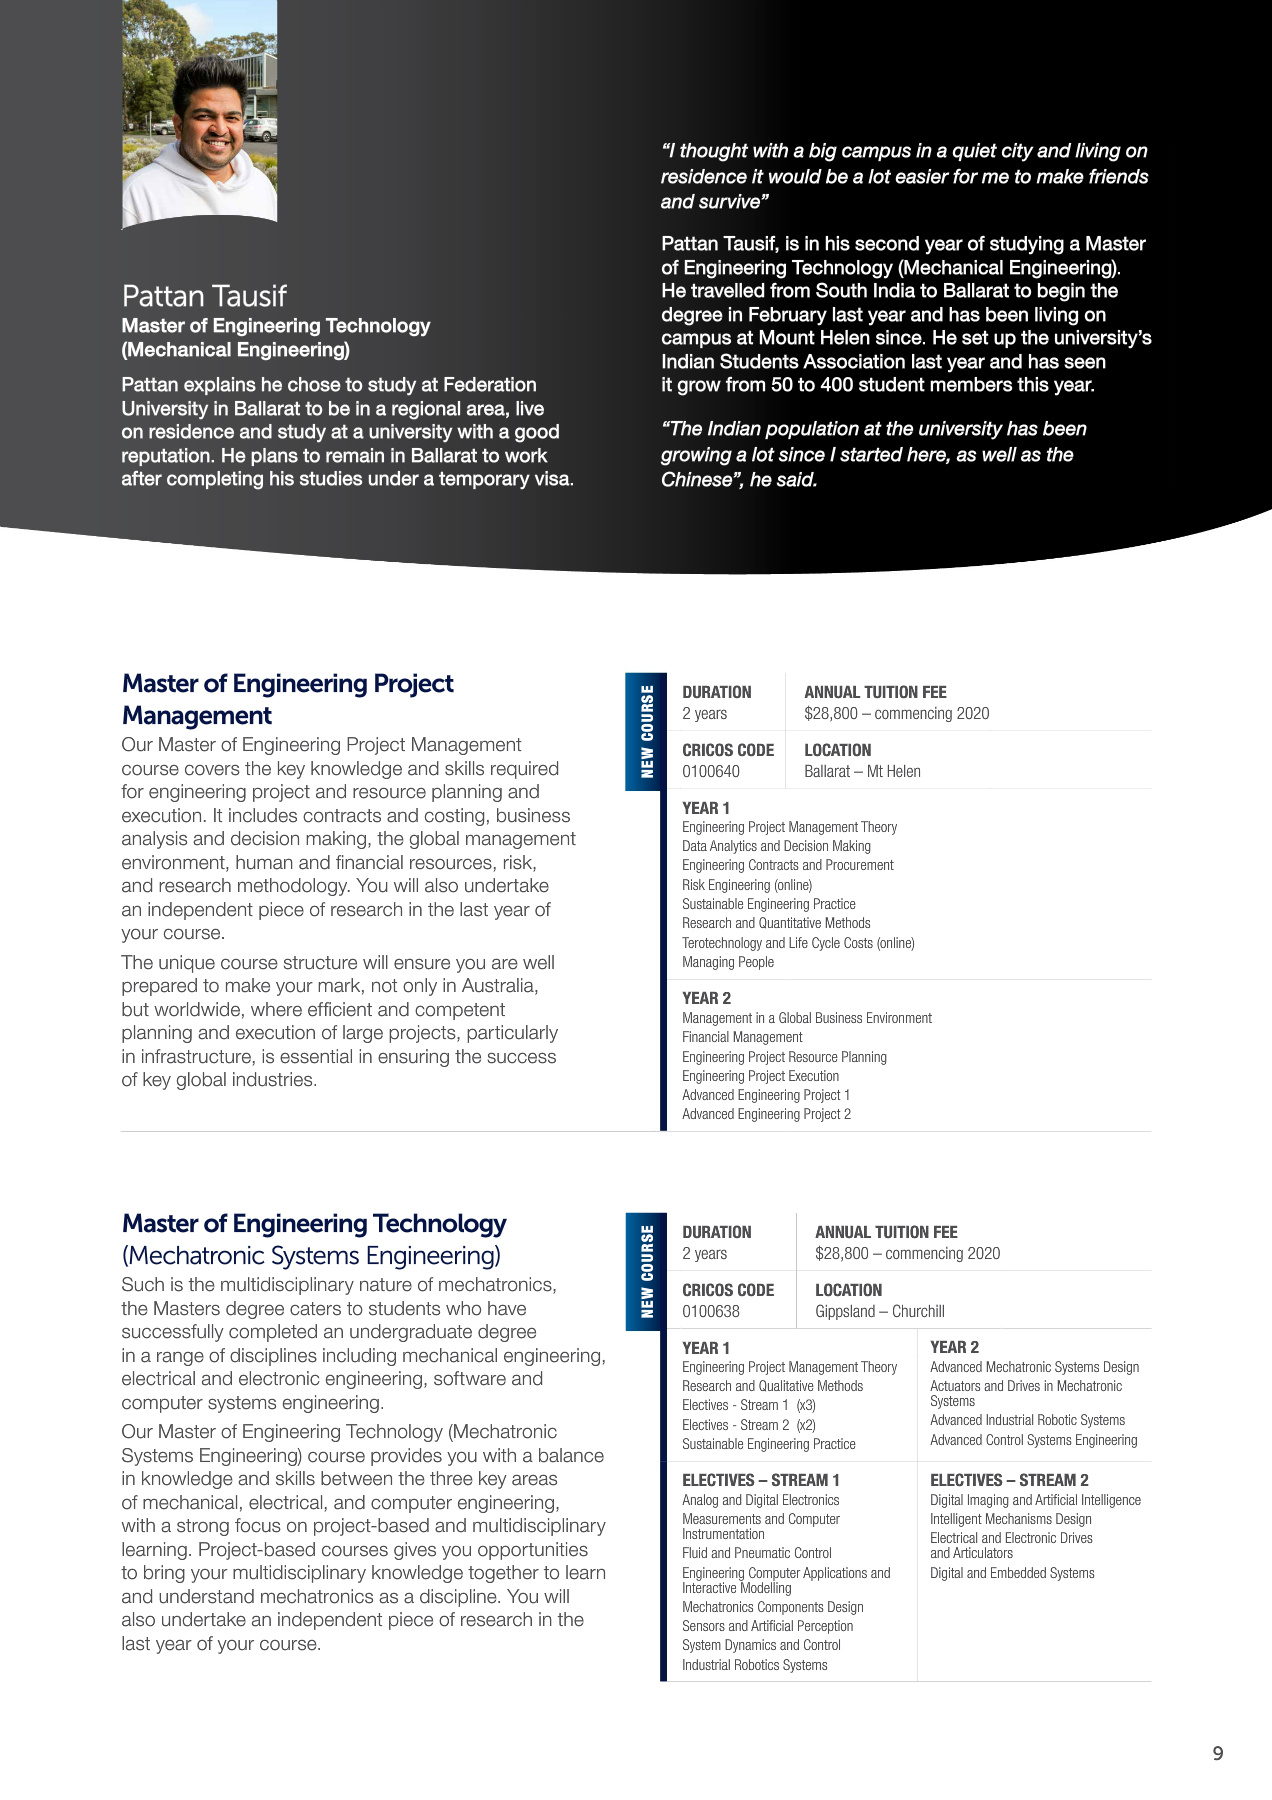 Pattan Tausif
Master of Engineering Technology
(Mechanical Engineering)
Pattan explains he chose to study at Federation
University in Ballarat to be in a regional area, live
on residence and study at a university with a good
reputation. He plans to remain in Ballarat to work
after completing his studies under a temporary visa.
“I thought with a big campus in a quiet city and living on
residence it would be a lot easier for me to make friends
and survive”
Pattan Tausif, is in his second year of studying a Master
of Engineering Technology (Mechanical Engineering).
He travelled from South India to Ballarat to begin the
degree in February last year and has been living on
campus at Mount Helen since. He set up the university’s
Indian Students Association last year and has seen
it grow from 50 to 400 student members this year.
“The Indian population at the university has been
growing a lot since I started here, as well as the
Chinese”, he said.
Master of Engineering Project
Management
Our Master of Engineering Project Management
course covers the key knowledge and skills required
for engineering project and resource planning and
execution. It includes contracts and costing, business
analysis and decision making, the global management
environment, human and financial resources, risk,
and research methodology. You will also undertake
an independent piece of research in the last year of
your course.
The unique course structure will ensure you are well
prepared to make your mark, not only in Australia,
but worldwide, where efficient and competent
planning and execution of large projects, particularly
in infrastructure, is essential in ensuring the success
of key global industries.
NEW COURSE
DURATION
2 years
ANNUAL TUITION FEE
$28,800 – commencing 2020
CRICOS CODE
0100640
LOCATION
Ballarat – Mt Helen
YEAR 1
Engineering Project Management Theory
Data Analytics and Decision Making
Engineering Contracts and Procurement
Risk Engineering (online)
Sustainable Engineering Practice
Research and Quantitative Methods
Terotechnology and Life Cycle Costs (online)
Managing People
YEAR 2
Management in a Global Business Environment
Financial Management
Engineering Project Resource Planning
Engineering Project Execution
Advanced Engineering Project 1
Advanced Engineering Project 2
Master of Engineering Technology
(Mechatronic Systems Engineering)
Such is the multidisciplinary nature of mechatronics,
the Masters degree caters to students who have
successfully completed an undergraduate degree
in a range of disciplines including mechanical engineering,
electrical and electronic engineering, software and
computer systems engineering.
Our Master of Engineering Technology (Mechatronic
Systems Engineering) course provides you with a balance
in knowledge and skills between the three key areas
of mechanical, electrical, and computer engineering,
with a strong focus on project-based and multidisciplinary
learning. Project-based courses gives you opportunities
to bring your multidisciplinary knowledge together to learn
and understand mechatronics as a discipline. You will
also undertake an independent piece of research in the
last year of your course.
NEW COURSE
DURATION
2 years
ANNUAL TUITION FEE
$28,800 – commencing 2020
CRICOS CODE
0100638
LOCATION
Gippsland – Churchill
YEAR 1
Engineering Project Management Theory
Research and Qualitative Methods
Electives - Stream 1 (x3)
Electives - Stream 2 (x2)
Sustainable Engineering Practice
YEAR 2
Advanced Mechatronic Systems Design
Actuators and Drives in Mechatronic
Systems
Advanced Industrial Robotic Systems
Advanced Control Systems Engineering
ELECTIVES – STREAM 1
Analog and Digital Electronics
Measurements and Computer
Instrumentation
Fluid and Pneumatic Control
Engineering Computer Applications and
Interactive Modelling
Mechatronics Components Design
Sensors and Artificial Perception
System Dynamics and Control
Industrial Robotics Systems
ELECTIVES – STREAM 2
Digital Imaging and Artificial Intelligence
Intelligent Mechanisms Design
Electrical and Electronic Drives
and Articulators
Digital and Embedded Systems
9